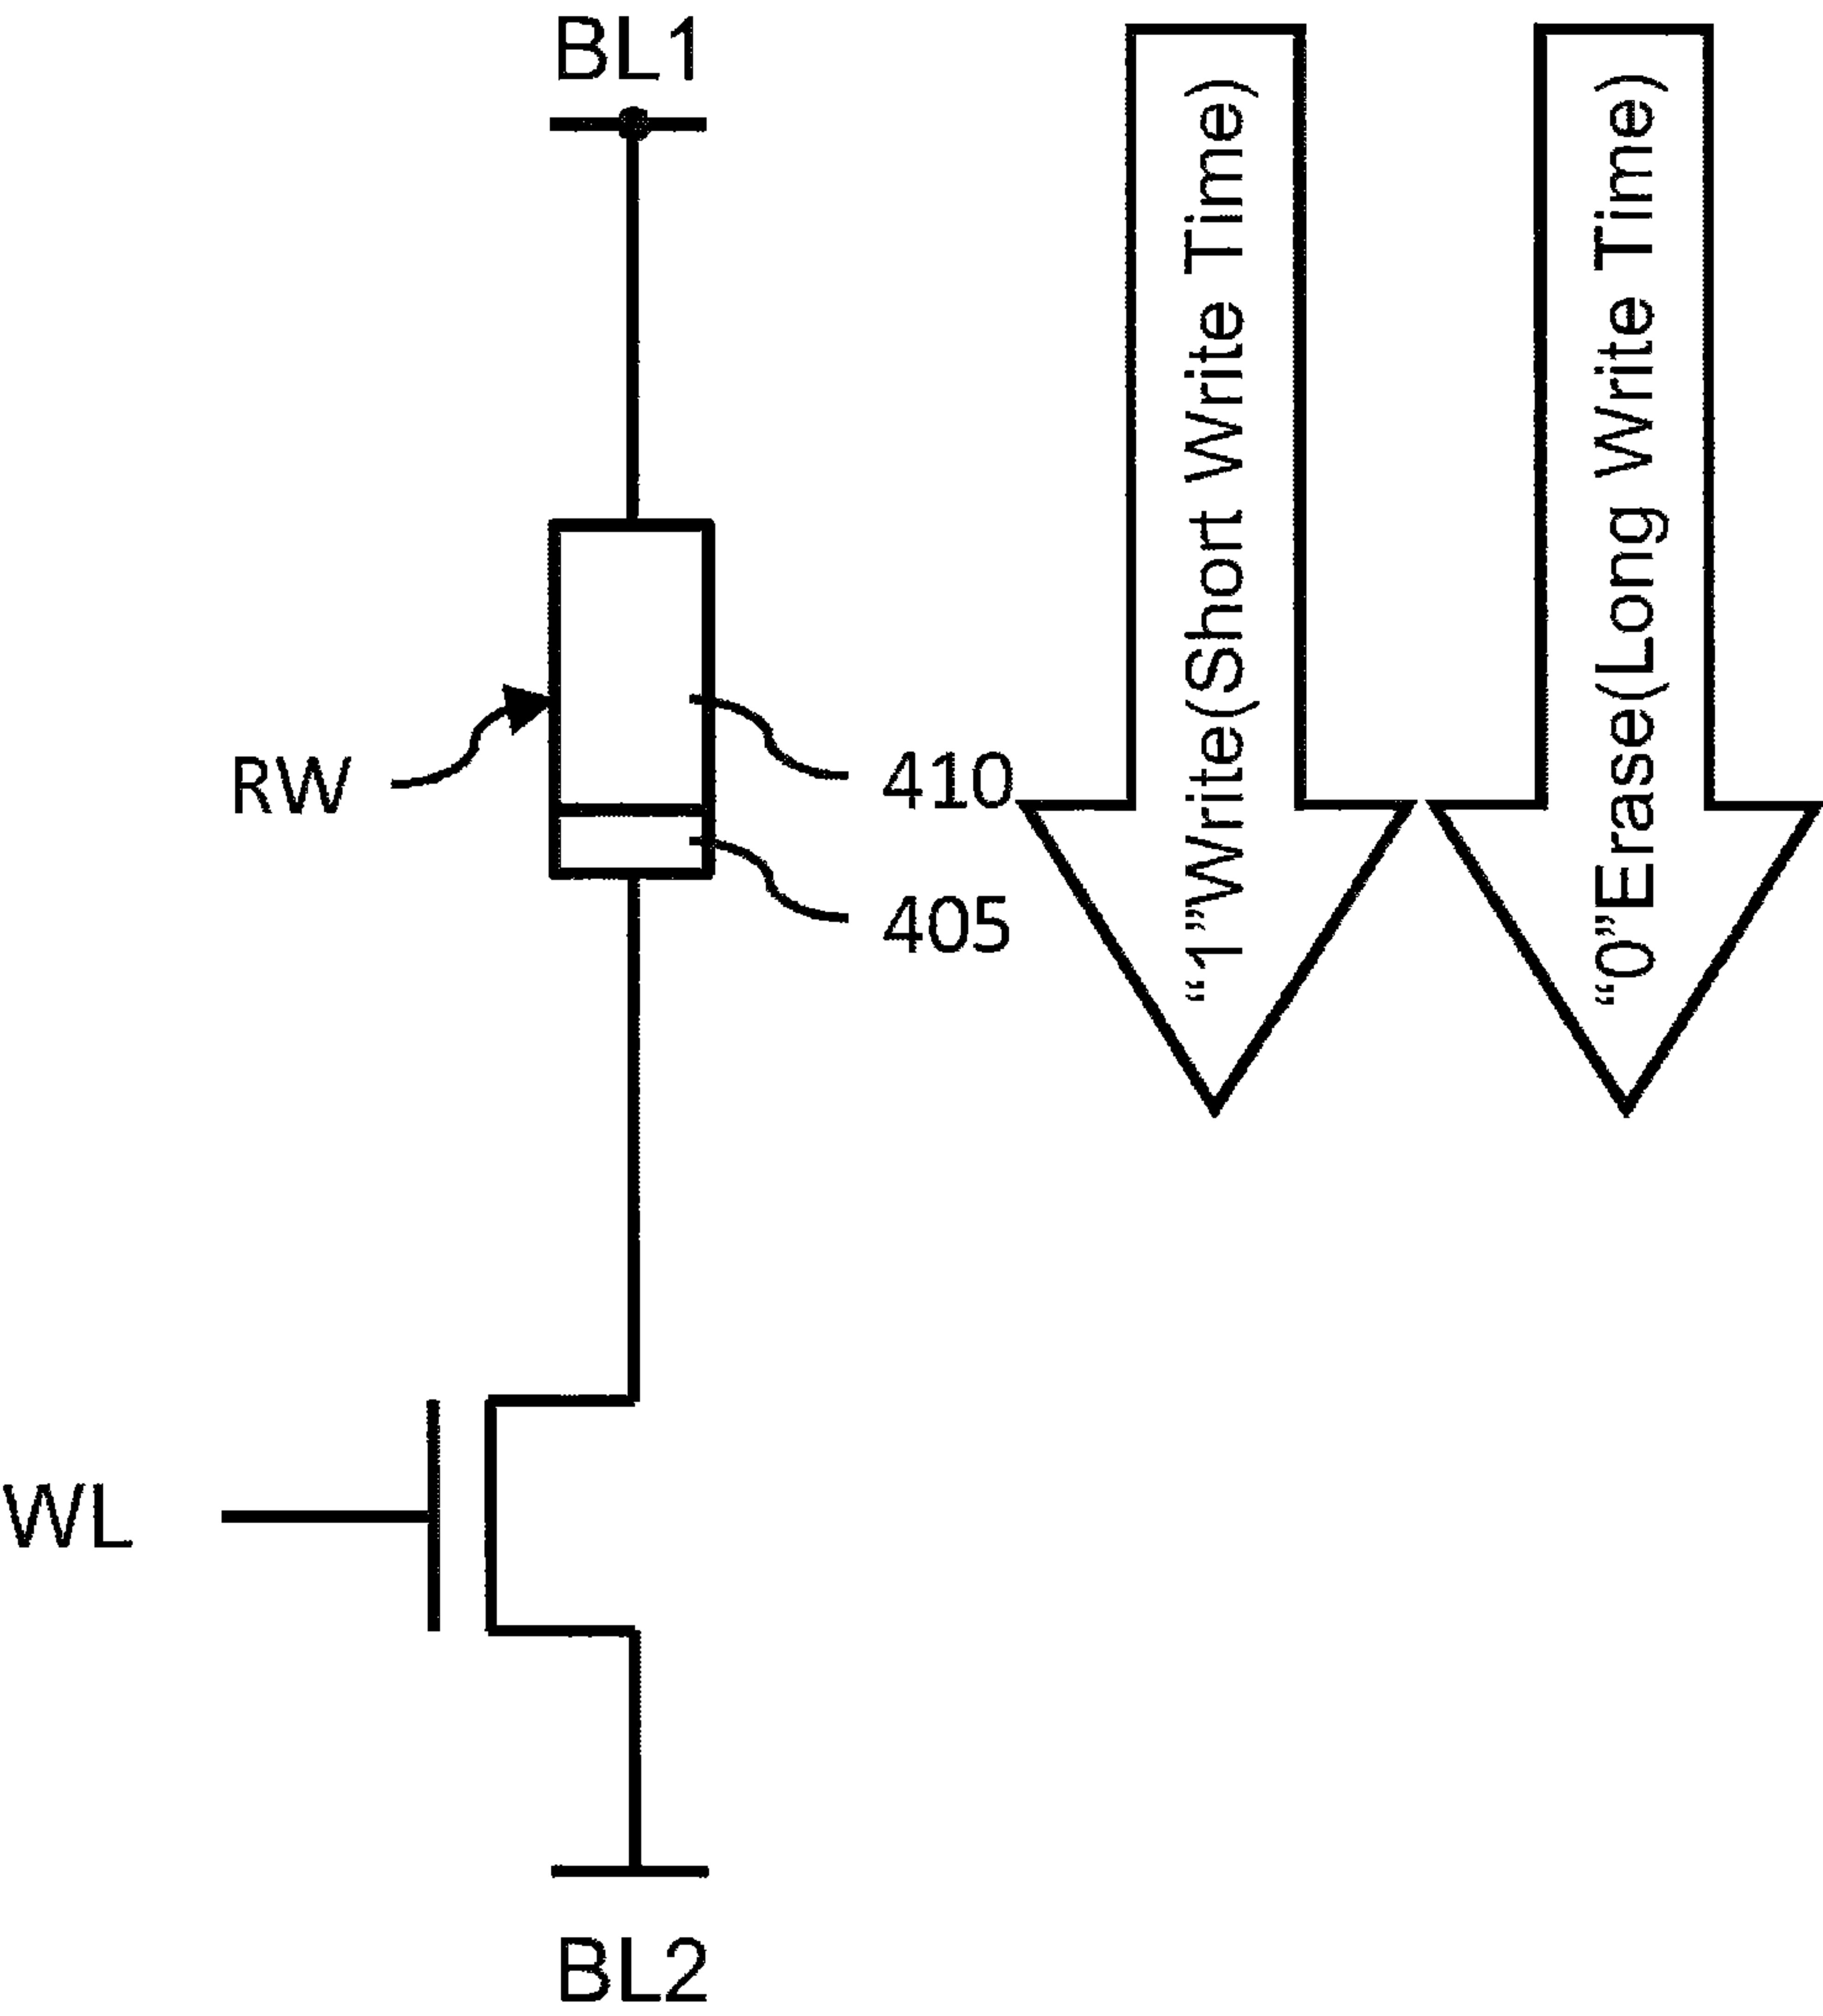 BL1
RW
410
405
WL
BL2
“1”Write(Short Write Time)
“0”Erase(Long Write Time)